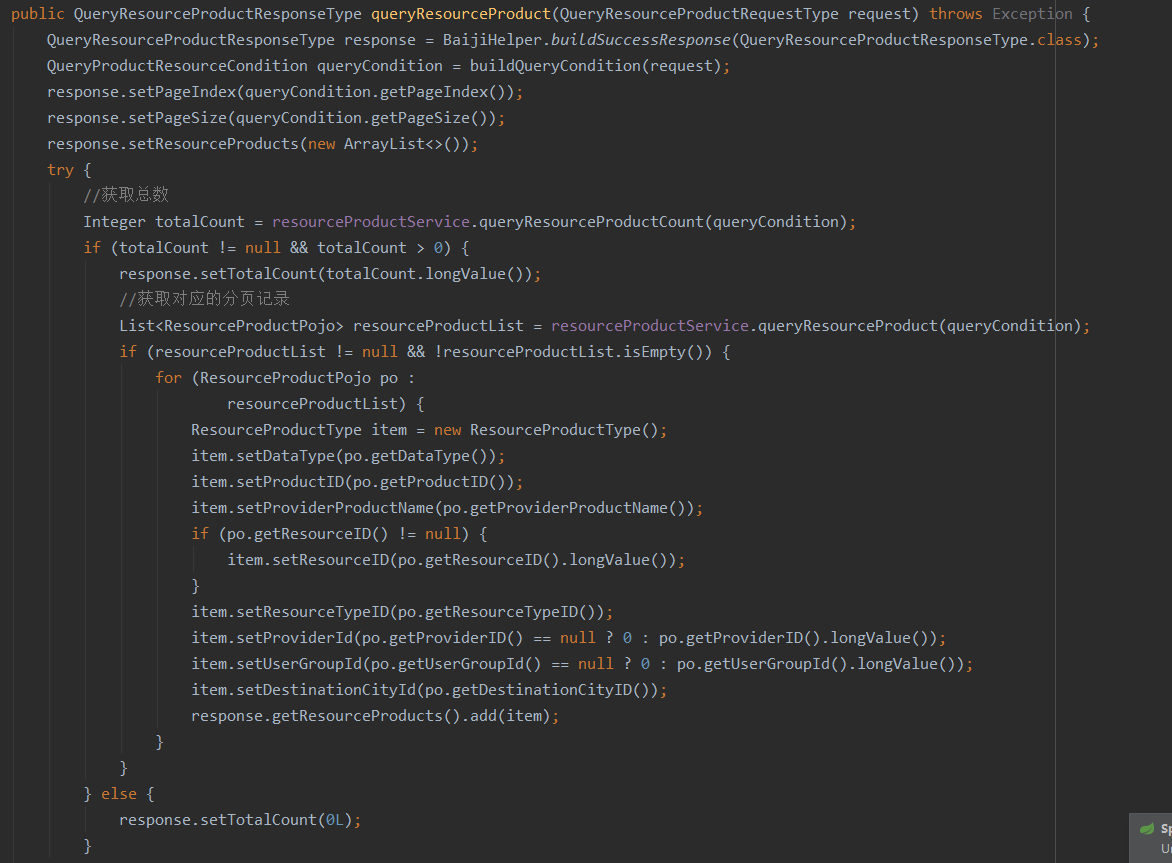 public QueryResourceProductResponseType queryResourceProduct(QueryResourceProductRequestType request) throws Exception {
    QueryResourceProductResponseType response = BaijiHelper.buildSuccessResponse(QueryResourceProductResponseType.class);
    QueryProductResourceCondition queryCondition = buildQueryCondition(request);
    response.setPageIndex(queryCondition.getPageIndex());
    response.setPageSize(queryCondition.getPageSize());
    response.setResourceProducts(new ArrayList<>());
    try {
        //获取总数
        Integer totalCount = resourceProductService.queryResourceProductCount(queryCondition);
        if (totalCount != null && totalCount > 0) {
            response.setTotalCount(totalCount.longValue());
            //获取对应的分页记录
            List<ResourceProductPojo> resourceProductList = resourceProductService.queryResourceProduct(queryCondition);
            if (resourceProductList != null && !resourceProductList.isEmpty()) {
                for (ResourceProductPojo po :
                        resourceProductList) {
                    ResourceProductType item = new ResourceProductType();
                    item.setDataType(po.getDataType());
                    item.setProductID(po.getProductID());
                    item.setProviderProductName(po.getProviderProductName());
                    if (po.getResourceID() != null) {
                        item.setResourceID(po.getResourceID().longValue());
                    }
                    item.setResourceTypeID(po.getResourceTypeID());
                    item.setProviderId(po.getProviderID() == null ? 0 : po.getProviderID().longValue());
                    item.setUserGroupId(po.getUserGroupId() == null ? 0 : po.getUserGroupId().longValue());
                    item.setDestinationCityId(po.getDestinationCityID());
                    response.getResourceProducts().add(item);
                }
            }
        } else {
            response.setTotalCount(0L);
        }